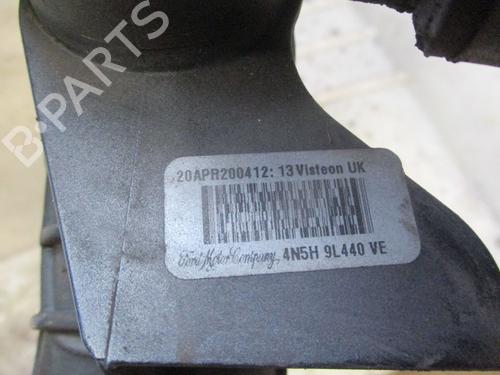 B-PARTS
20APR200412: 13 Visteon UK
Ford Motor Company 4N5H 9L440 VE